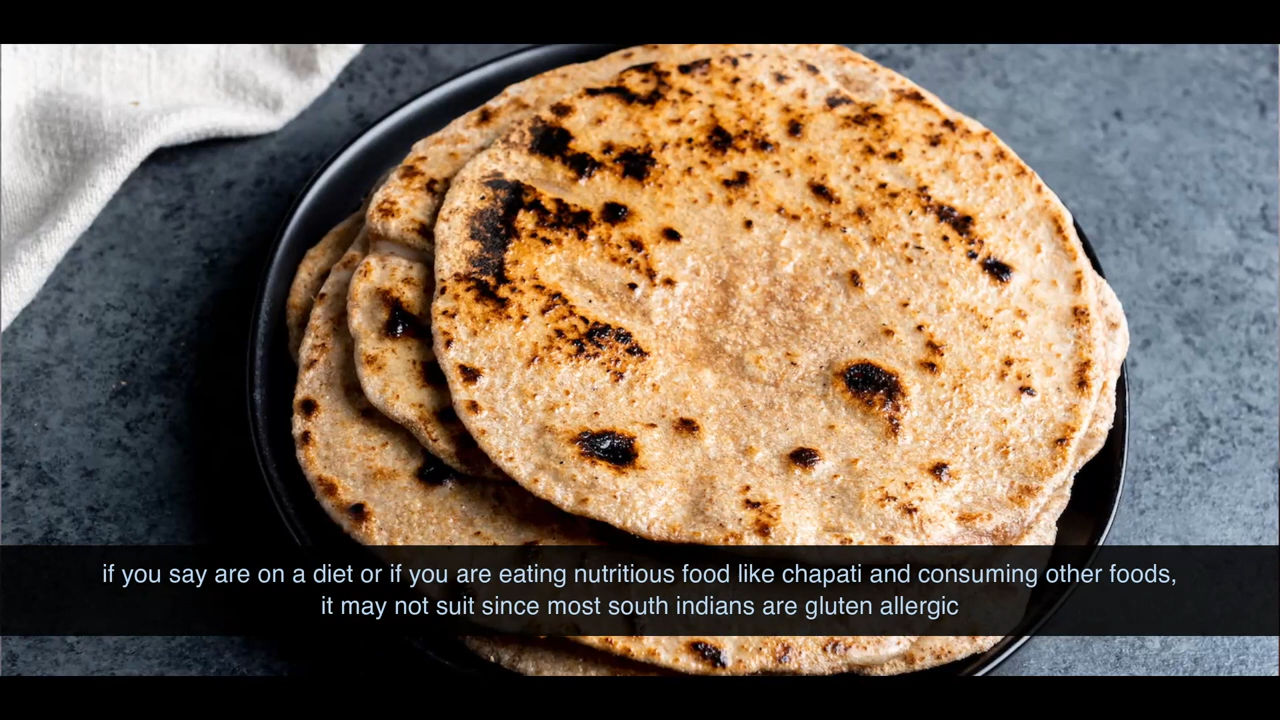 if you say are on a diet or if you are eating nutritious food like chapati and consuming other foods,
it may not suit since most south indians are gluten allergic